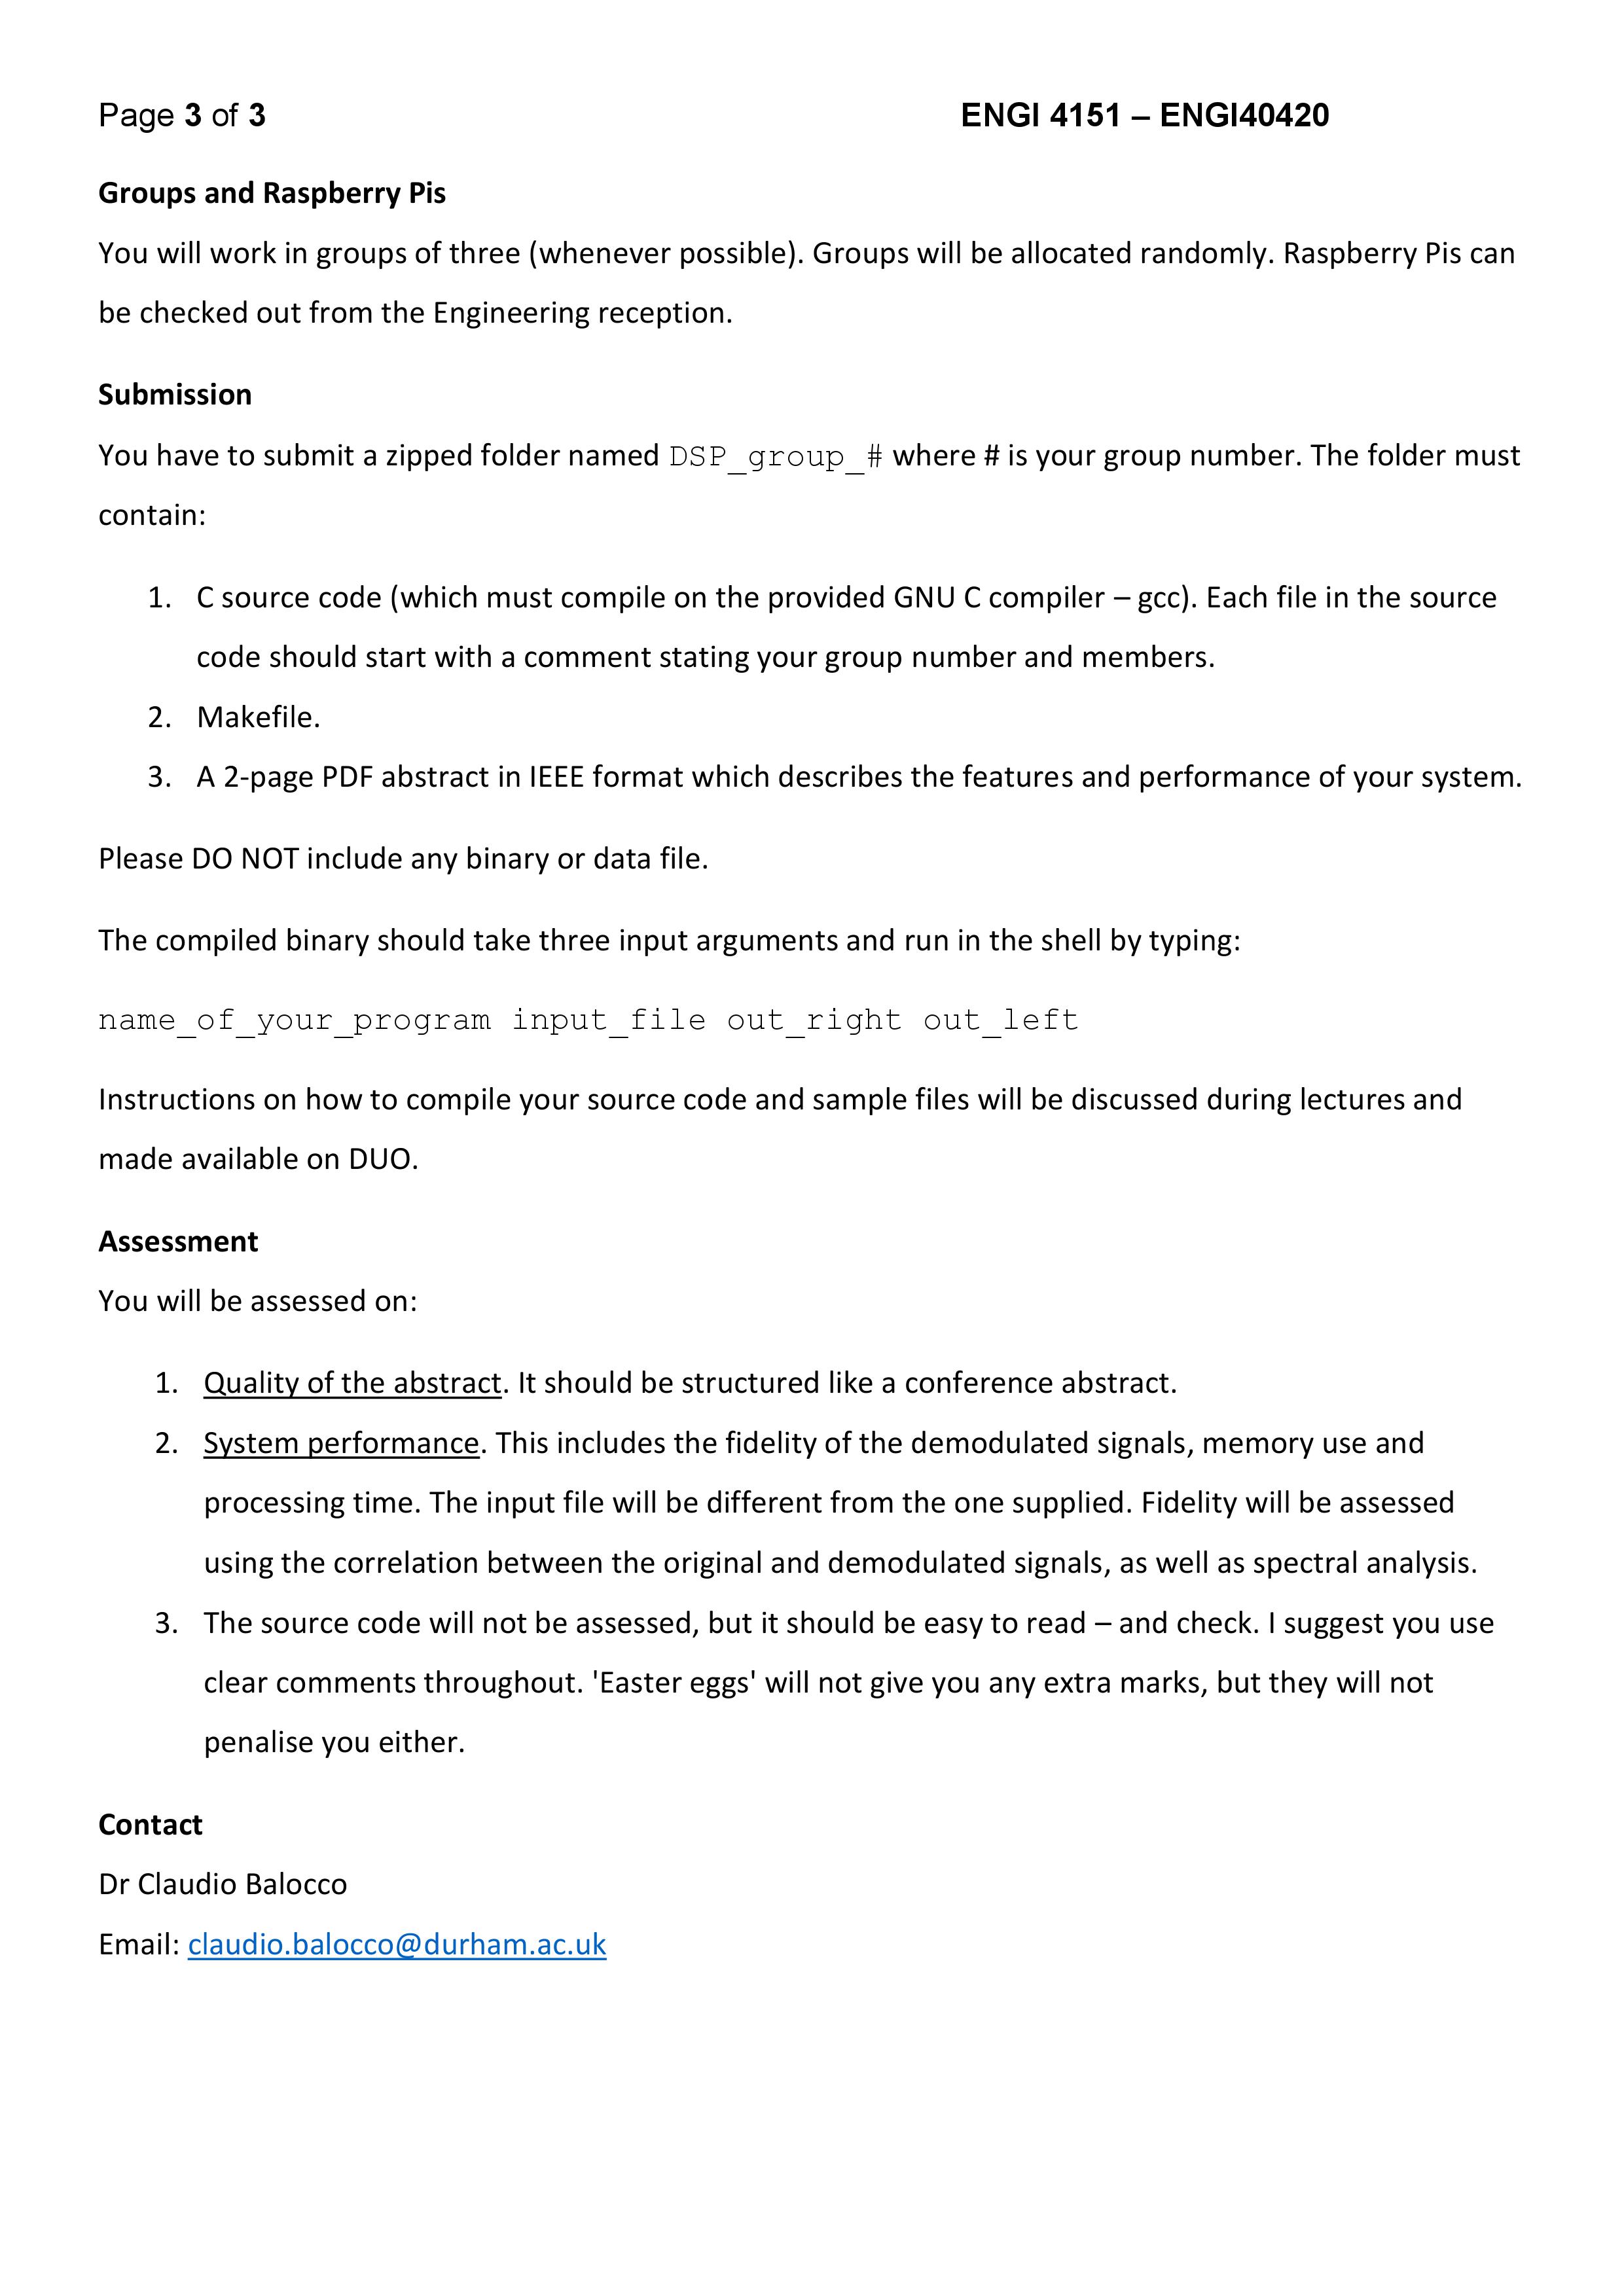 Page 3 of 3 ENGI 4151 – ENGI40420
Groups and Raspberry Pis
You will work in groups of three (whenever possible). Groups will be allocated randomly. Raspberry Pis can
be checked out from the Engineering reception.
Submission
You have to submit a zipped folder named DSP_group_# where # is your group number. The folder must
contain:
1. C source code (which must compile on the provided GNU C compiler – gcc). Each file in the source
code should start with a comment stating your group number and members.
2. Makefile.
3. A 2-page PDF abstract in IEEE format which describes the features and performance of your system.
Please DO NOT include any binary or data file.
The compiled binary should take three input arguments and run in the shell by typing:
name_of_your_program input_file out_right out_left
Instructions on how to compile your source code and sample files will be discussed during lectures and
made available on DUO.
Assessment
You will be assessed on:
1. Quality of the abstract. It should be structured like a conference abstract.
2. System performance. This includes the fidelity of the demodulated signals, memory use and
processing time. The input file will be different from the one supplied. Fidelity will be assessed
using the correlation between the original and demodulated signals, as well as spectral analysis.
3. The source code will not be assessed, but it should be easy to read – and check. I suggest you use
clear comments throughout. 'Easter eggs' will not give you any extra marks, but they will not
penalise you either.
Contact
Dr Claudio Balocco
Email: claudio.balocco@durham.ac.uk